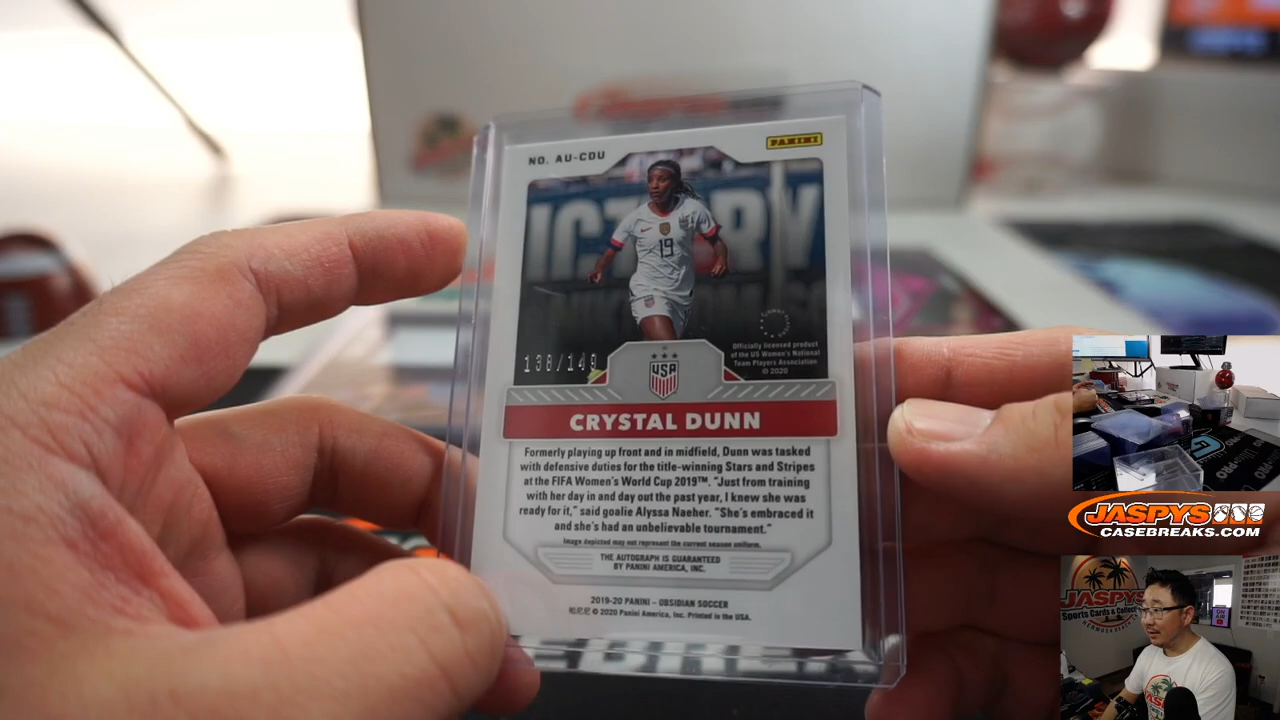 NO. AU-CDU
PANINI
ICTORY
19
138/149
Officially licensed product
of the US Women's National
Team Players Association
© 2020
USA
CRYSTAL DUNN
Formerly playing up front and in midfield, Dunn was tasked
with defensive duties for the title-winning Stars and Stripes
at the FIFA Women's World Cup 2019™. "Just from training
with her day in and day out the past year, I knew she was
ready for it," said goalie Alyssa Naeher. "She's embraced it
and she's had an unbelievable tournament."
Image depicted may not represent the current season uniform.
THE AUTOGRAPH IS GUARANTEED
BY PANINI AMERICA, INC.
2019-20 PANINI – OBSIDIAN SOCCER
© 2020 Panini America, Inc. Printed in the USA.
JASPYS
CASEBREAKS.COM
JASPYS
Sports Cards & Collect
HERMOSA BEACH